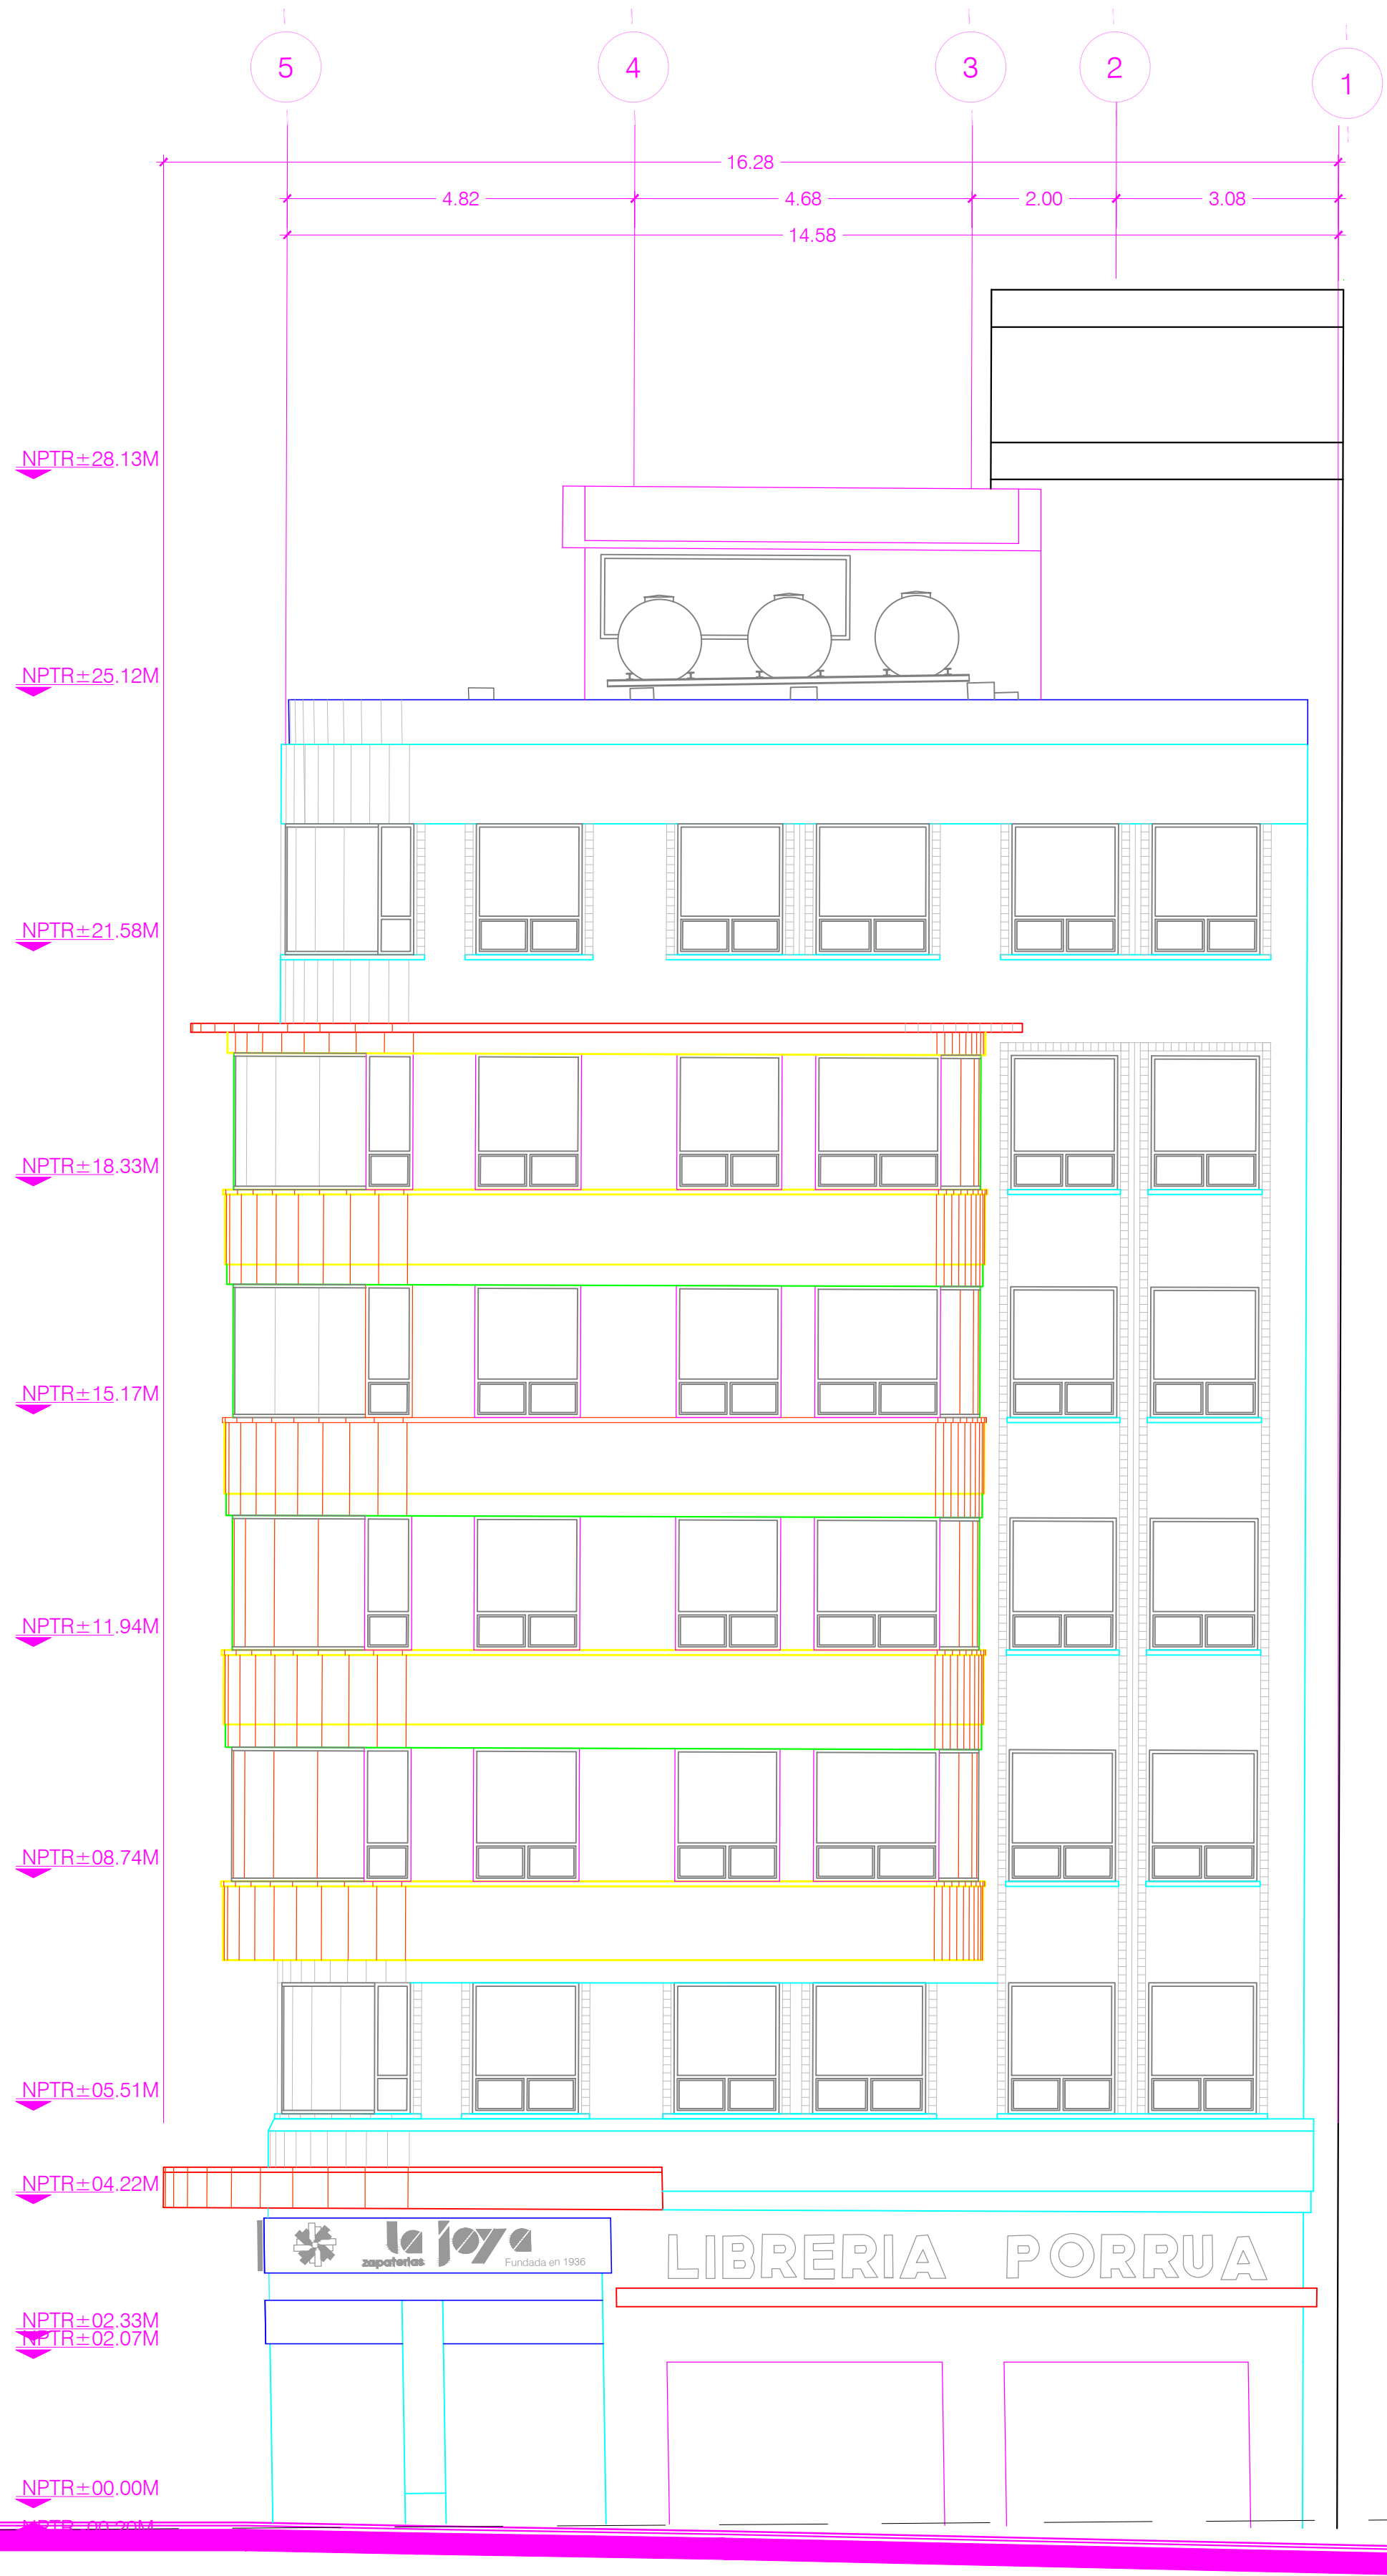 5 4 3 2 1
16.28
4.82 4.68 2.00 3.08
14.58
NPTR±28.13M
NPTR±25.12M
NPTR±21.58M
NPTR±18.33M
NPTR±15.17M
NPTR±11.94M
NPTR±08.74M
NPTR±05.51M
NPTR±04.22M
la joya
zapaterias Fundada en 1936
LIBRERIA PORRUA
NPTR±02.33M
NPTR±02.07M
NPTR±00.00M